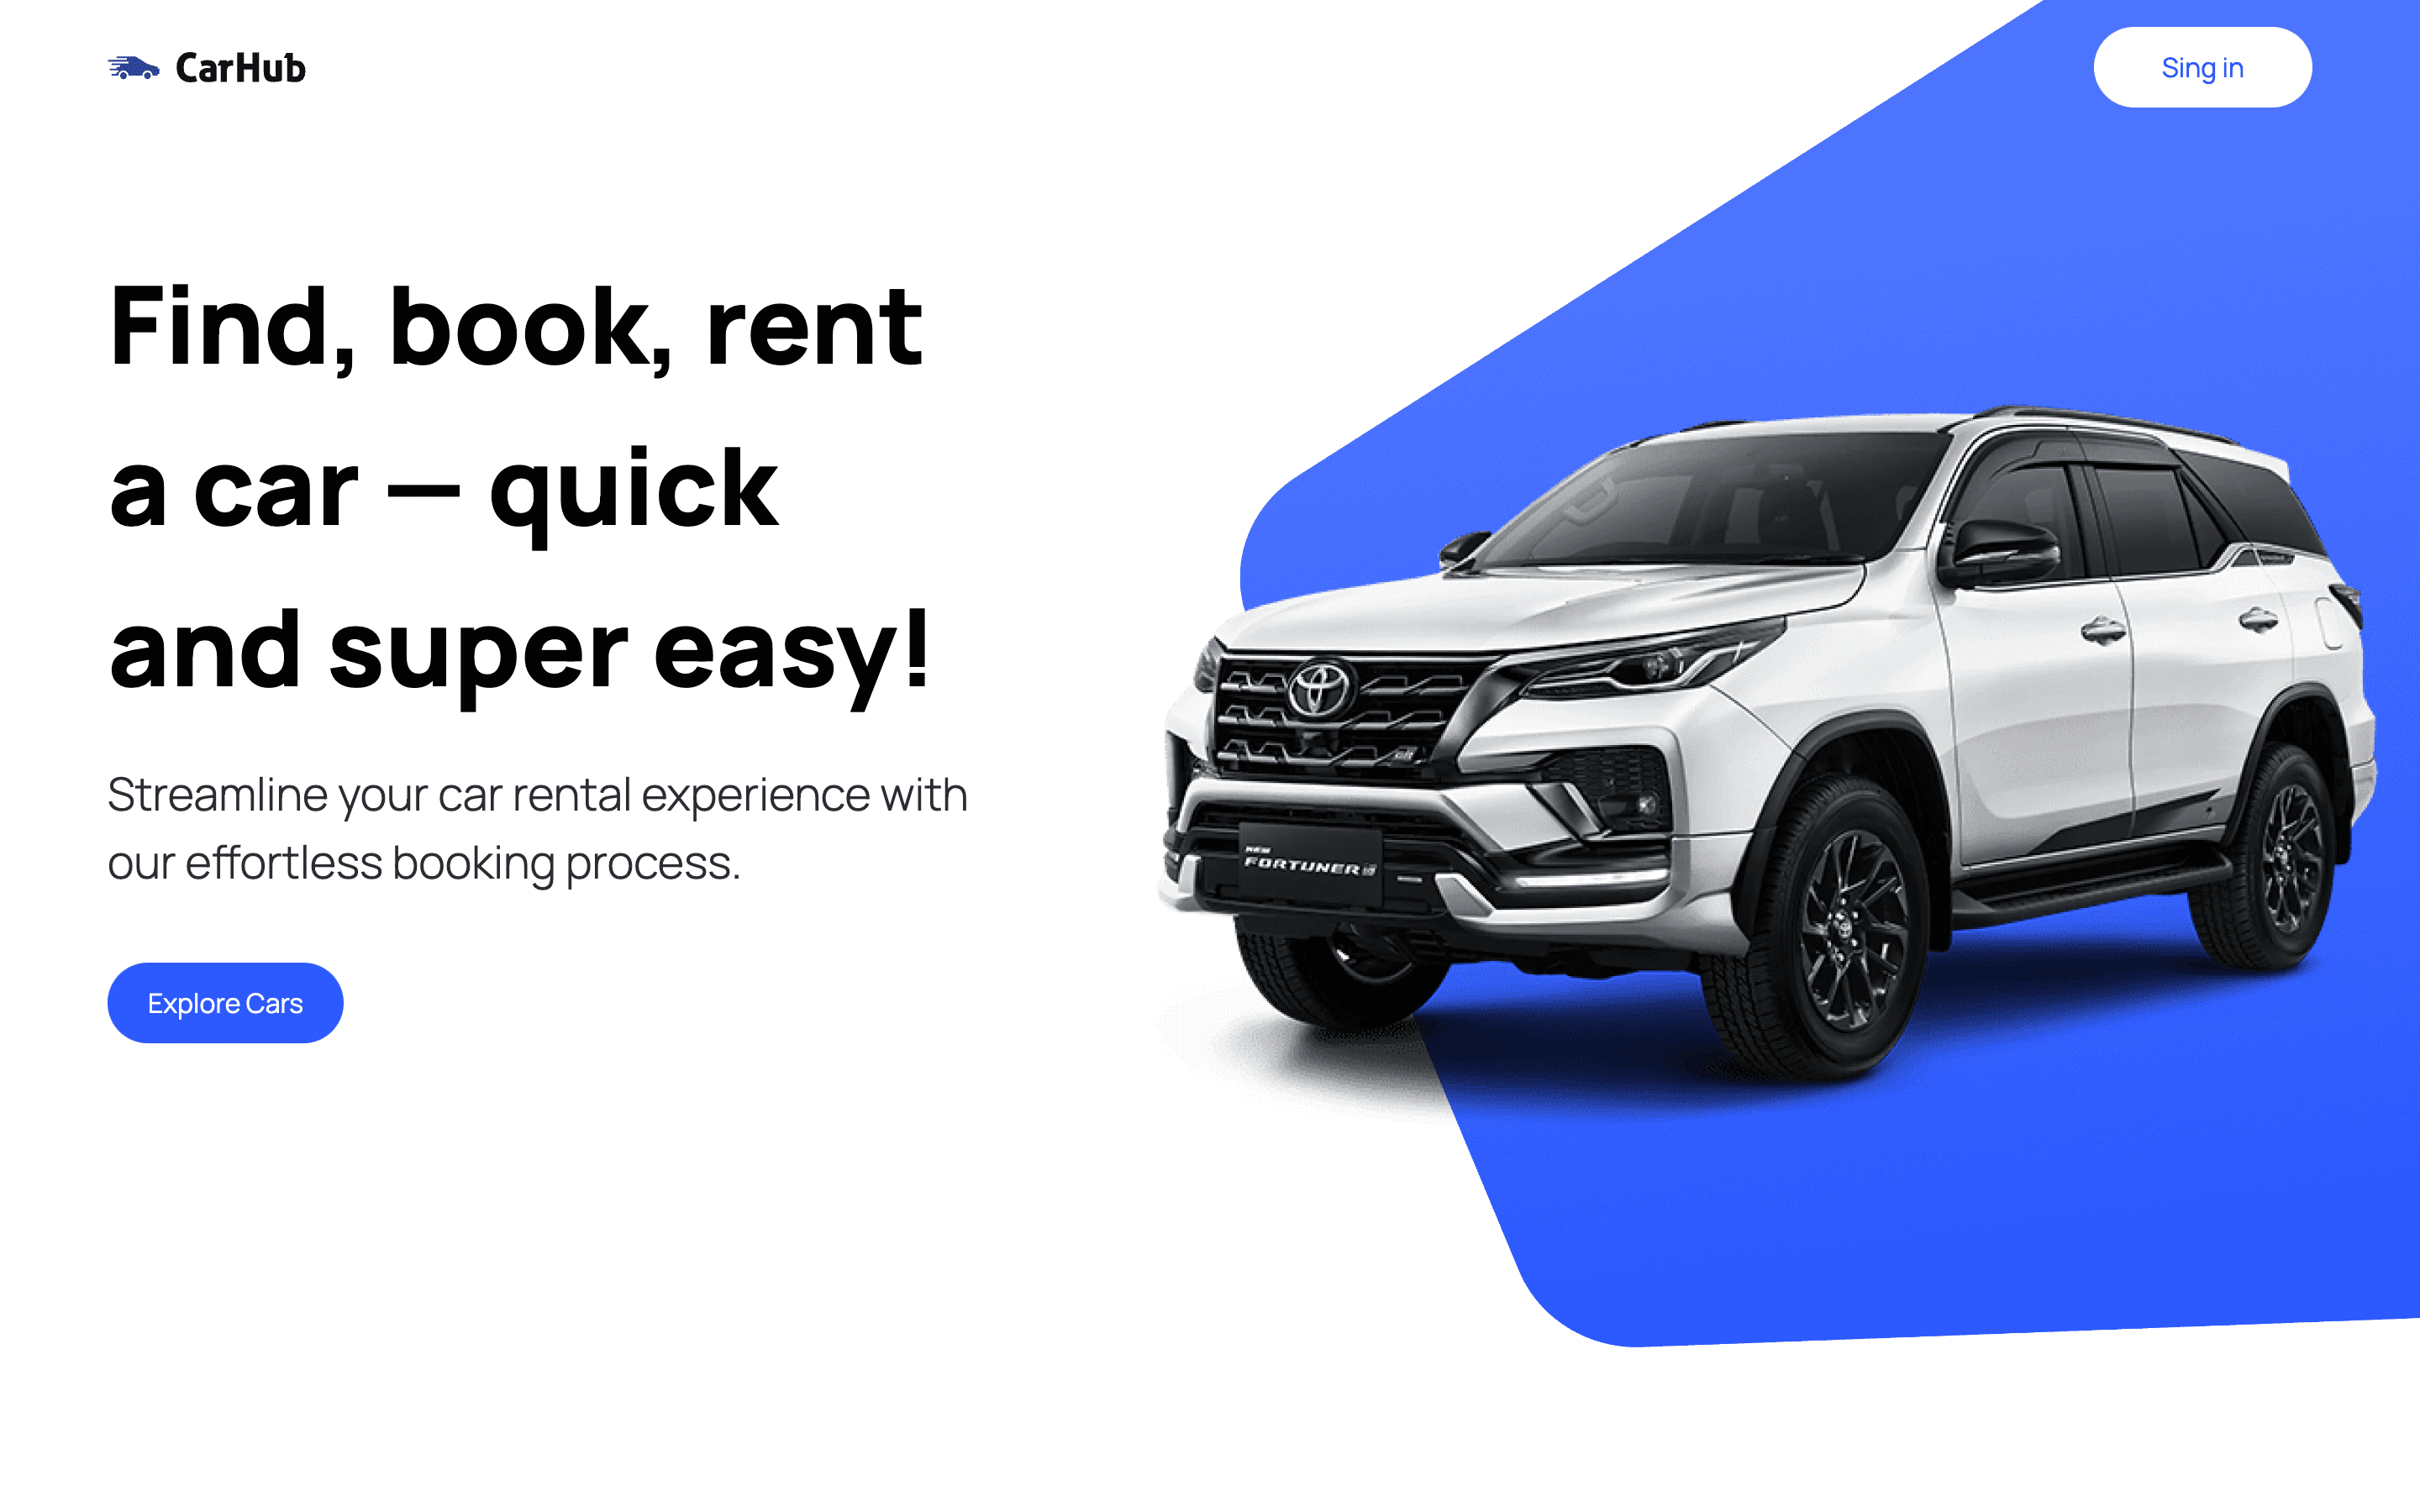 CarHub
Sing in
Find, book, rent
a car — quick
and super easy!
Streamline your car rental experience with
our effortless booking process.
Explore Cars
NEW
FORTUNER